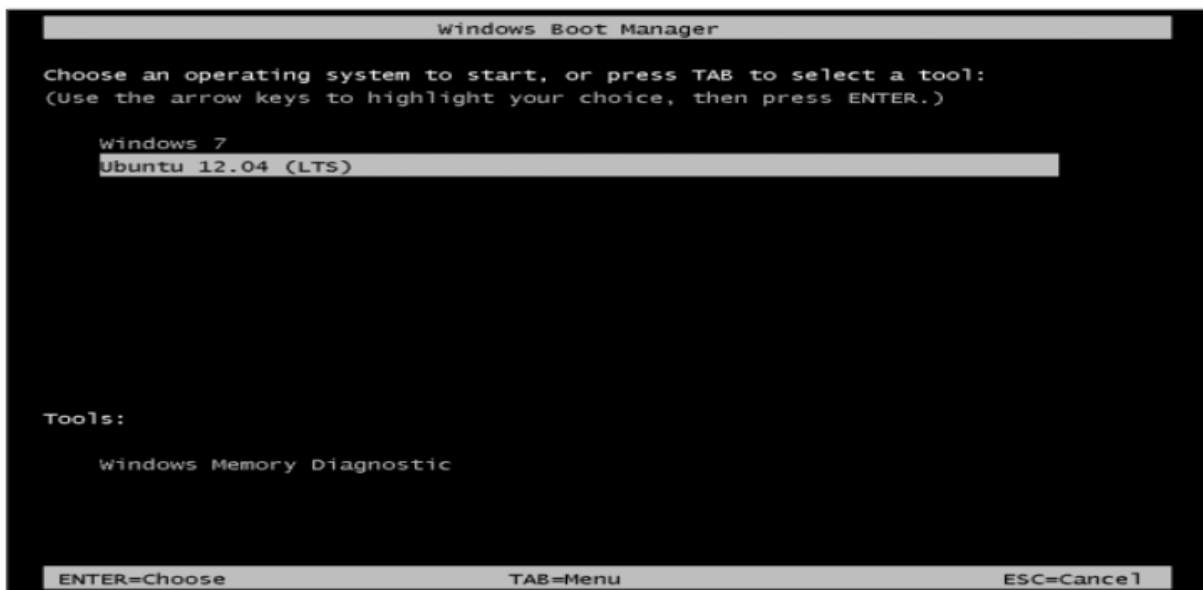 Windows Boot Manager
Choose an operating system to start, or press TAB to select a tool:
(Use the arrow keys to highlight your choice, then press ENTER.)
Windows 7
Ubuntu 12.04 (LTS)
Tools:
Windows Memory Diagnostic
ENTER=Choose TAB=Menu ESC=Cancel